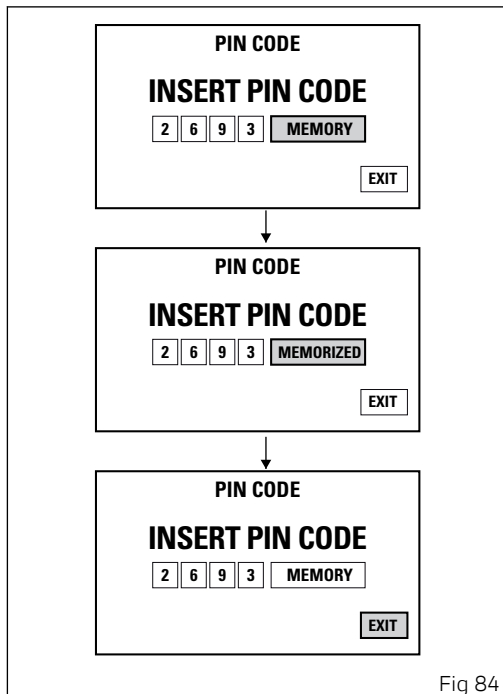 PIN CODE
INSERT PIN CODE
2 6 9 3 MEMORY
EXIT
PIN CODE
INSERT PIN CODE
2 6 9 3 MEMORIZED
EXIT
PIN CODE
INSERT PIN CODE
2 6 9 3 MEMORY
EXIT
Fig 84